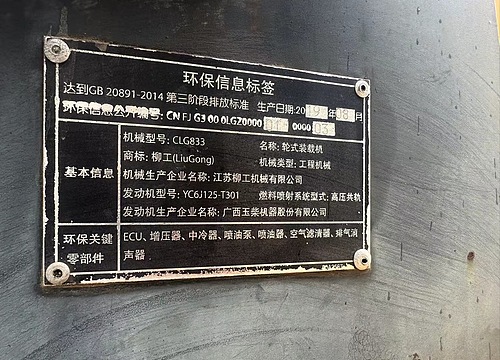 环保信息标签
达到GB 20891-2014 第三阶段排放标准 生产日期:2019年08月
环保信息公开编号: CN FJ G3 00 0LG20000 0000
基本信息
机械型号: CLG833 名称: 轮式装载机
商标: 柳工(LiuGong) 机械类型: 工程机械
机械生产企业名称: 江苏柳工机械有限公司
发动机型号: YC6J125-T301 燃料喷射系统型式: 高压共轨
发动机生产企业名称: 广西玉柴机器股份有限公司
环保关键
零部件
ECU、增压器、中冷器、喷油泵、喷油器、空气滤清器、排气消
声器